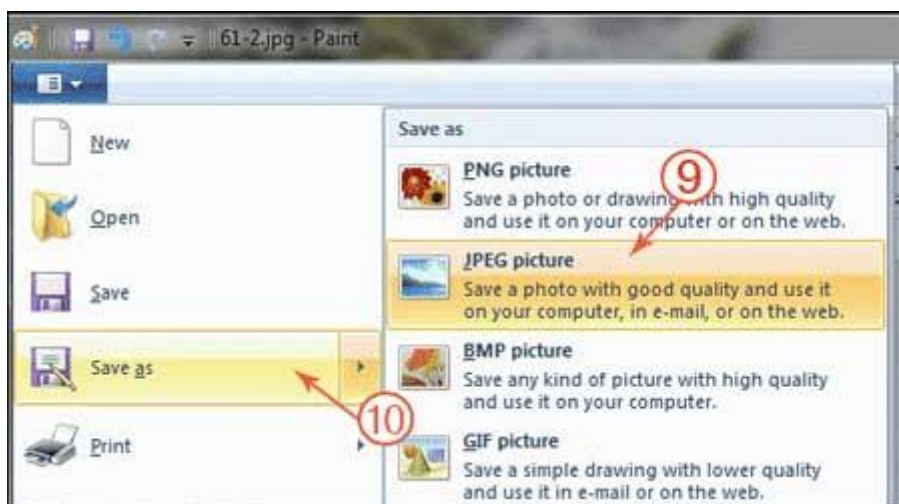 61-2.jpg - Paint
New
Open
Save
Save as
Print
Save as
PNG picture
Save a photo or drawing with high quality
and use it on your computer or on the web.
JPEG picture
Save a photo with good quality and use it
on your computer, in e-mail, or on the web.
BMP picture
Save any kind of picture with high quality
and use it on your computer.
GIF picture
Save a simple drawing with lower quality
and use it in e-mail or on the web.
9
10